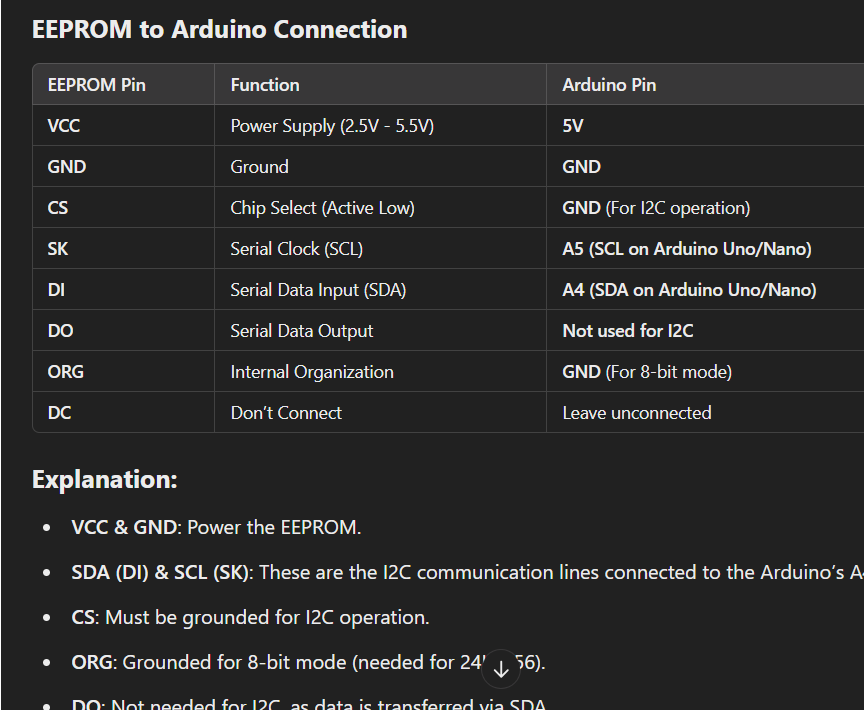 EEPROM to Arduino Connection
EEPROM Pin Function Arduino Pin
VCC Power Supply (2.5V - 5.5V) 5V
GND Ground GND
CS Chip Select (Active Low) GND (For I2C operation)
SK Serial Clock (SCL) A5 (SCL on Arduino Uno/Nano)
DI Serial Data Input (SDA) A4 (SDA on Arduino Uno/Nano)
DO Serial Data Output Not used for I2C
ORG Internal Organization GND (For 8-bit mode)
DC Don’t Connect Leave unconnected
Explanation:
• VCC & GND: Power the EEPROM.
• SDA (DI) & SCL (SK): These are the I2C communication lines connected to the Arduino’s
• CS: Must be grounded for I2C operation.
• ORG: Grounded for 8-bit mode (needed for
• DO: Not needed for I2C, as data is transferred via SDA